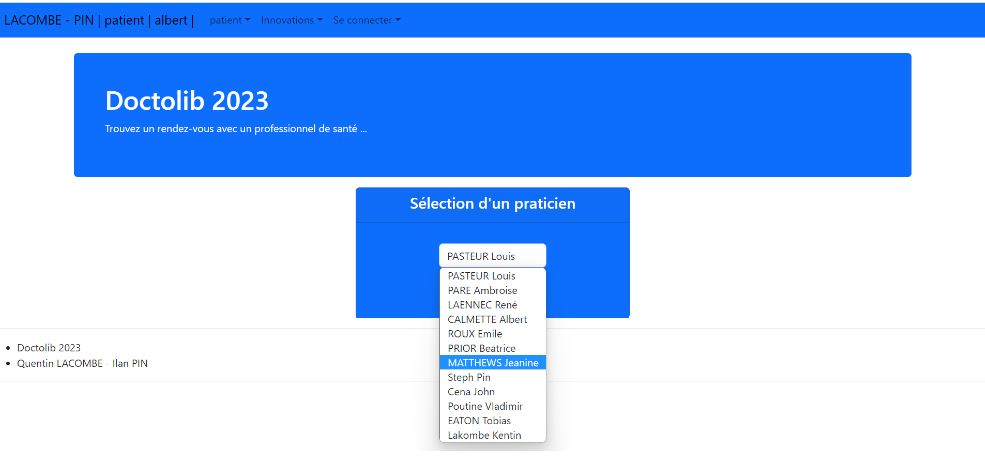 LACOMBE - PIN | patient | albert | patient Innovations Se connecter
Doctolib 2023
Trouvez un rendez-vous avec un professionnel de santé ...
Sélection d'un praticien
PASTEUR Louis
PASTEUR Louis
PARE Ambroise
LAENNEC René
CALMETTE Albert
ROUX Emile
PRIOR Beatrice
MATTHEWS Jeanine
Steph Pin
Cena John
Poutine Vladimir
EATON Tobias
Lakombe Kentin
Doctolib 2023
Quentin LACOMBE - Ilan PIN